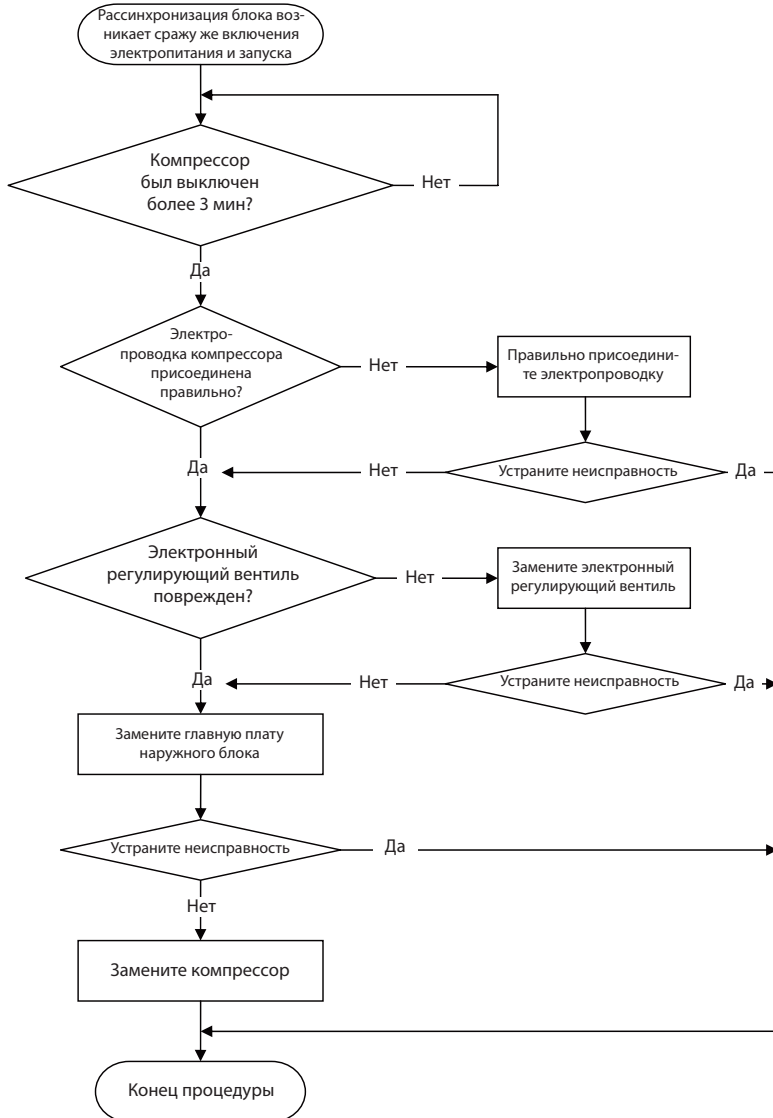 Рассинхронизация блока воз-
никает сражу же включения
электропитания и запуска
Компрессор
был выключен
более 3 мин?
Нет
Да
Электро-
проводка компрессора
присоединена
правильно?
Нет
Правильно присоедини-
те электропроводку
Да
Нет
Устраните неисправность
Да
Электронный
регулирующий вентиль
поврежден?
Нет
Замените электронный
регулирующий вентиль
Да
Нет
Устраните неисправность
Да
Замените главную плату
наружного блока
Устраните неисправность
Да
Нет
Замените компрессор
Конец процедуры